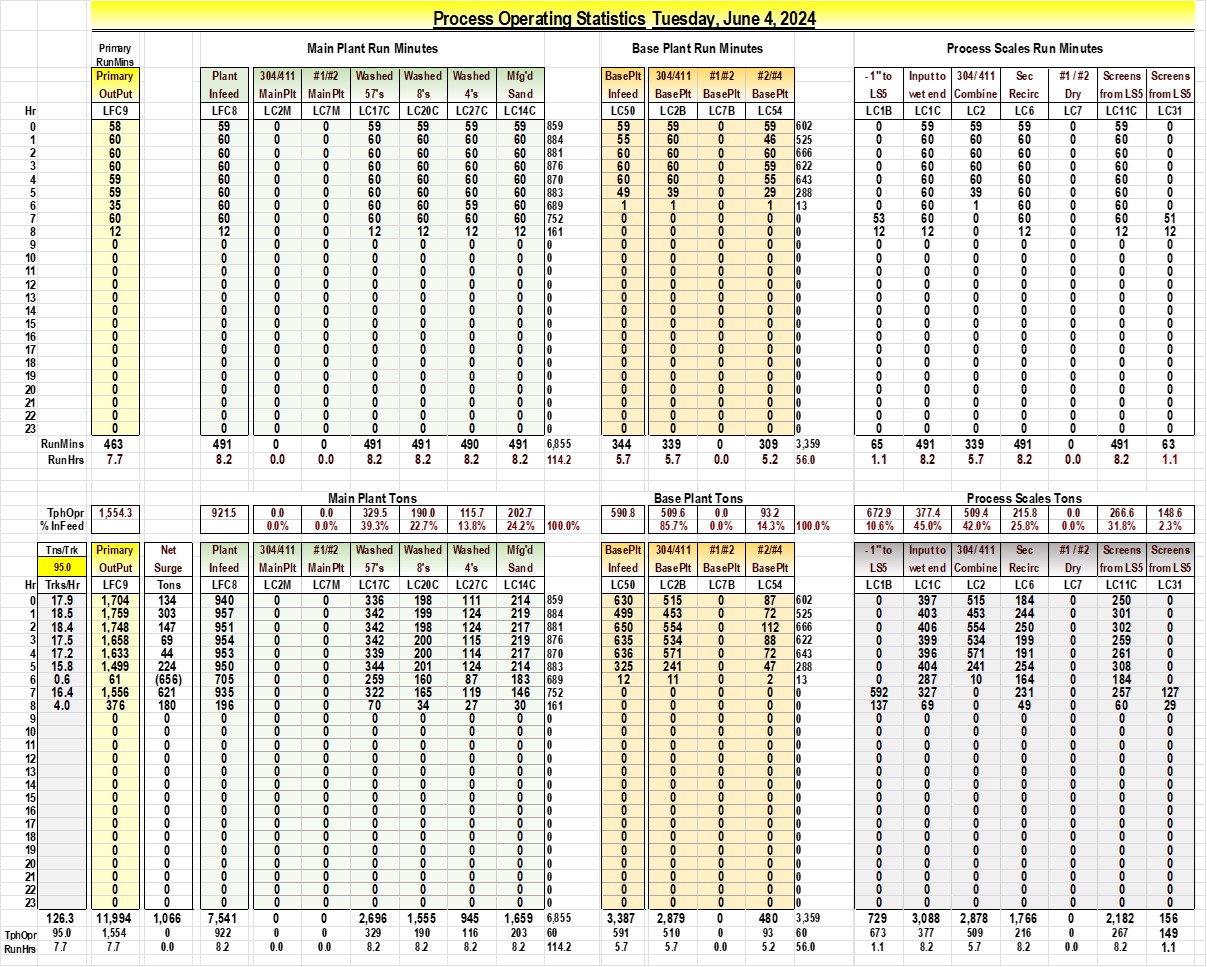 Process Operating Statistics Tuesday, June 4, 2024
Primary Main Plant Run Minutes Base Plant Run Minutes Process Scales Run Minutes
RunMins
Primary Plant 304/411 #1/#2 Washed Washed Washed Mfg'd BasePlt 304/411 #1/#2 #2/#4 - 1" to Input to 304/ 411 Sec #1 / #2 Screens Screens
OutPut Infeed MainPlt MainPlt 57's 8's 4's Sand Infeed BasePlt BasePlt BasePlt LS5 wet end Combine Recirc Dry from LS5 from LS5
Hr LFC9 LFC8 LC2M LC7M LC17C LC20C LC27C LC14C LC50 LC2B LC7B LC54 LC1B LC1C LC2 LC6 LC7 LC11C LC31
0 58 59 0 0 59 59 59 59 859 59 59 0 59 602 0 59 59 59 0 59 0
1 60 60 0 0 60 60 60 60 884 55 60 0 46 525 0 60 60 60 0 60 0
2 60 60 0 0 60 60 60 60 881 60 60 0 60 666 0 60 60 60 0 60 0
3 60 60 0 0 60 60 60 60 876 60 60 0 59 622 0 60 60 60 0 60 0
4 59 60 0 0 60 60 60 60 870 60 60 0 55 643 0 60 60 60 0 60 0
5 59 60 0 0 60 60 60 60 883 49 39 0 29 288 0 60 39 60 0 60 0
6 35 60 0 0 60 60 59 60 689 1 1 0 1 13 0 60 1 60 0 60 0
7 60 60 0 0 60 60 60 60 752 0 0 0 0 0 53 60 0 60 0 60 51
8 12 12 0 0 12 12 12 12 161 0 0 0 0 0 12 12 0 12 0 12 12
9 0 0 0 0 0 0 0 0 0 0 0 0 0 0 0 0 0 0 0 0 0
10 0 0 0 0 0 0 0 0 0 0 0 0 0 0 0 0 0 0 0 0 0
11 0 0 0 0 0 0 0 0 0 0 0 0 0 0 0 0 0 0 0 0 0
12 0 0 0 0 0 0 0 0 0 0 0 0 0 0 0 0 0 0 0 0 0
13 0 0 0 0 0 0 0 0 0 0 0 0 0 0 0 0 0 0 0 0 0
14 0 0 0 0 0 0 0 0 0 0 0 0 0 0 0 0 0 0 0 0 0
15 0 0 0 0 0 0 0 0 0 0 0 0 0 0 0 0 0 0 0 0 0
16 0 0 0 0 0 0 0 0 0 0 0 0 0 0 0 0 0 0 0 0 0
17 0 0 0 0 0 0 0 0 0 0 0 0 0 0 0 0 0 0 0 0 0
18 0 0 0 0 0 0 0 0 0 0 0 0 0 0 0 0 0 0 0 0 0
19 0 0 0 0 0 0 0 0 0 0 0 0 0 0 0 0 0 0 0 0 0
20 0 0 0 0 0 0 0 0 0 0 0 0 0 0 0 0 0 0 0 0 0
21 0 0 0 0 0 0 0 0 0 0 0 0 0 0 0 0 0 0 0 0 0
22 0 0 0 0 0 0 0 0 0 0 0 0 0 0 0 0 0 0 0 0 0
23 0 0 0 0 0 0 0 0 0 0 0 0 0 0 0 0 0 0 0 0 0
RunMins 463 491 0 0 491 491 490 491 6,855 344 339 0 309 3,359 65 491 339 491 0 491 63
RunHrs 7.7 8.2 0.0 0.0 8.2 8.2 8.2 8.2 114.2 5.7 5.7 0.0 5.2 56.0 1.1 8.2 5.7 8.2 0.0 8.2 1.1
Main Plant Tons Base Plant Tons Process Scales Tons
TphOpr 1,554.3 921.5 0.0 0.0 329.5 190.0 115.7 202.7 590.8 509.6 0.0 93.2 672.9 377.4 509.4 215.8 0.0 266.6 148.6
% InFeed 0.0% 0.0% 39.3% 22.7% 13.8% 24.2% 100.0% 85.7% 0.0% 14.3% 100.0% 10.6% 45.0% 42.0% 25.8% 0.0% 31.8% 2.3%
Tns/Trk Primary Net Plant 304/411 #1/#2 Washed Washed Washed Mfg'd BasePlt 304/411 #1/#2 #2/#4 - 1" to Input to 304/ 411 Sec #1 / #2 Screens Screens
95.0 OutPut Surge Infeed MainPlt MainPlt 57's 8's 4's Sand Infeed BasePlt BasePlt BasePlt LS5 wet end Combine Recirc Dry from LS5 from LS5
Hr Trks/Hr LFC9 Tons LFC8 LC2M LC7M LC17C LC20C LC27C LC14C LC50 LC2B LC7B LC54 LC1B LC1C LC2 LC6 LC7 LC11C LC31
0 17.9 1,704 134 940 0 0 336 198 111 214 859 630 515 0 87 602 0 397 515 184 0 250 0
1 18.5 1,759 303 957 0 0 342 199 124 219 884 499 453 0 72 525 0 403 453 244 0 301 0
2 18.4 1,748 147 951 0 0 342 198 124 217 881 650 554 0 112 666 0 406 554 250 0 302 0
3 17.5 1,658 69 954 0 0 342 200 115 219 876 635 534 0 88 622 0 399 534 199 0 259 0
4 17.2 1,633 44 953 0 0 339 200 114 217 870 636 571 0 72 643 0 396 571 191 0 261 0
5 15.8 1,499 224 950 0 0 344 201 124 214 883 325 241 0 47 288 0 404 241 254 0 308 0
6 0.6 61 (656) 705 0 0 259 160 87 183 689 12 11 0 2 13 0 287 10 164 0 184 0
7 16.4 1,556 621 935 0 0 322 165 119 146 752 0 0 0 0 0 592 327 0 231 0 257 127
8 4.0 376 180 196 0 0 70 34 27 30 161 0 0 0 0 0 137 69 0 49 0 60 29
9 0 0 0 0 0 0 0 0 0 0 0 0 0 0 0 0 0 0 0 0 0 0
10 0 0 0 0 0 0 0 0 0 0 0 0 0 0 0 0 0 0 0 0 0 0
11 0 0 0 0 0 0 0 0 0 0 0 0 0 0 0 0 0 0 0 0 0 0
12 0 0 0 0 0 0 0 0 0 0 0 0 0 0 0 0 0 0 0 0 0 0
13 0 0 0 0 0 0 0 0 0 0 0 0 0 0 0 0 0 0 0 0 0 0
14 0 0 0 0 0 0 0 0 0 0 0 0 0 0 0 0 0 0 0 0 0 0
15 0 0 0 0 0 0 0 0 0 0 0 0 0 0 0 0 0 0 0 0 0 0
16 0 0 0 0 0 0 0 0 0 0 0 0 0 0 0 0 0 0 0 0 0 0
17 0 0 0 0 0 0 0 0 0 0 0 0 0 0 0 0 0 0 0 0 0 0
18 0 0 0 0 0 0 0 0 0 0 0 0 0 0 0 0 0 0 0 0 0 0
19 0 0 0 0 0 0 0 0 0 0 0 0 0 0 0 0 0 0 0 0 0 0
20 0 0 0 0 0 0 0 0 0 0 0 0 0 0 0 0 0 0 0 0 0 0
21 0 0 0 0 0 0 0 0 0 0 0 0 0 0 0 0 0 0 0 0 0 0
22 0 0 0 0 0 0 0 0 0 0 0 0 0 0 0 0 0 0 0 0 0 0
23 0 0 0 0 0 0 0 0 0 0 0 0 0 0 0 0 0 0 0 0 0 0
126.3 11,994 1,066 7,541 0 0 2,696 1,555 945 1,659 6,855 3,387 2,879 0 480 3,359 729 3,088 2,878 1,766 0 2,182 156
TphOpr 95.0 1,554 0 922 0 0 329 190 116 203 60 591 510 0 93 60 673 377 509 216 0 267 149
RunHrs 7.7 7.7 0.0 8.2 0.0 0.0 8.2 8.2 8.2 8.2 114.2 5.7 5.7 0.0 5.2 56.0 1.1 8.2 5.7 8.2 0.0 8.2 1.1